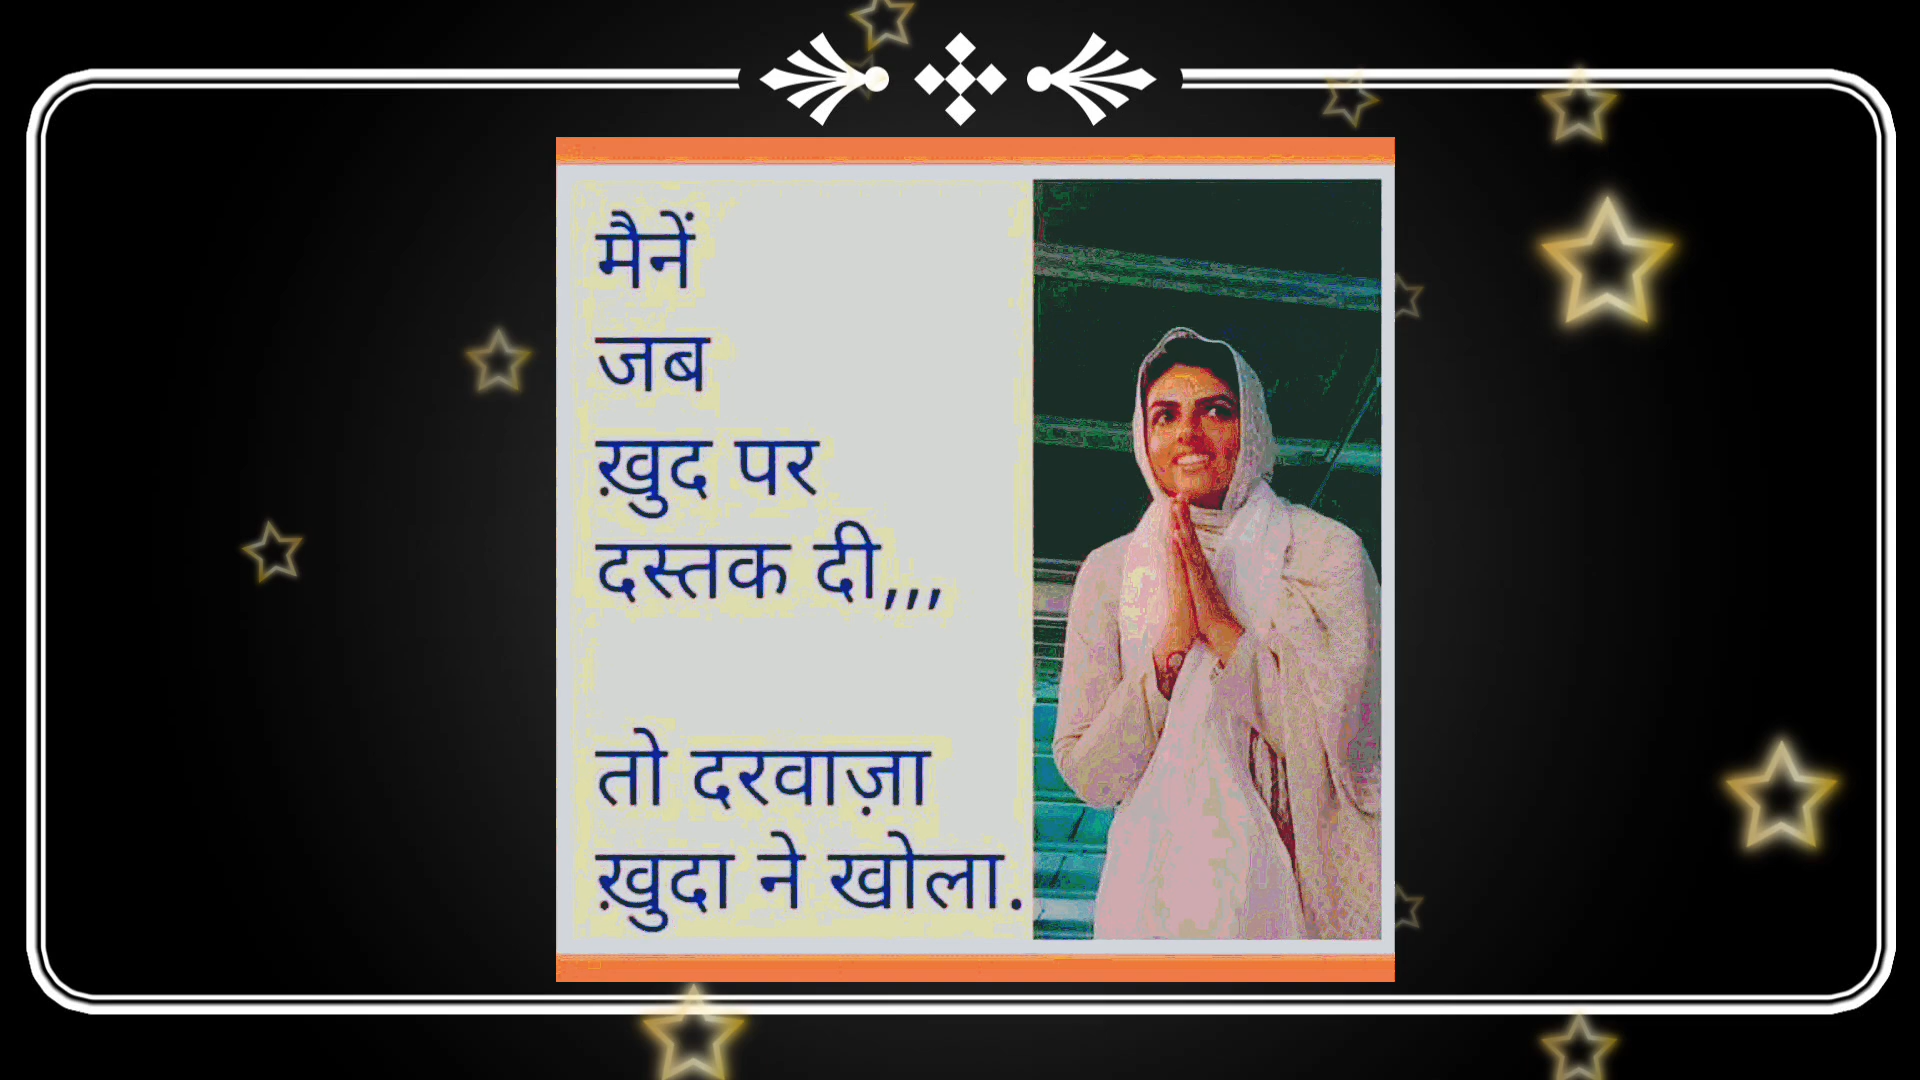 मैनें
जब
ख़ुद पर
दस्तक दी,,,
तो दरवाज़ा
ख़ुदा ने खोला.